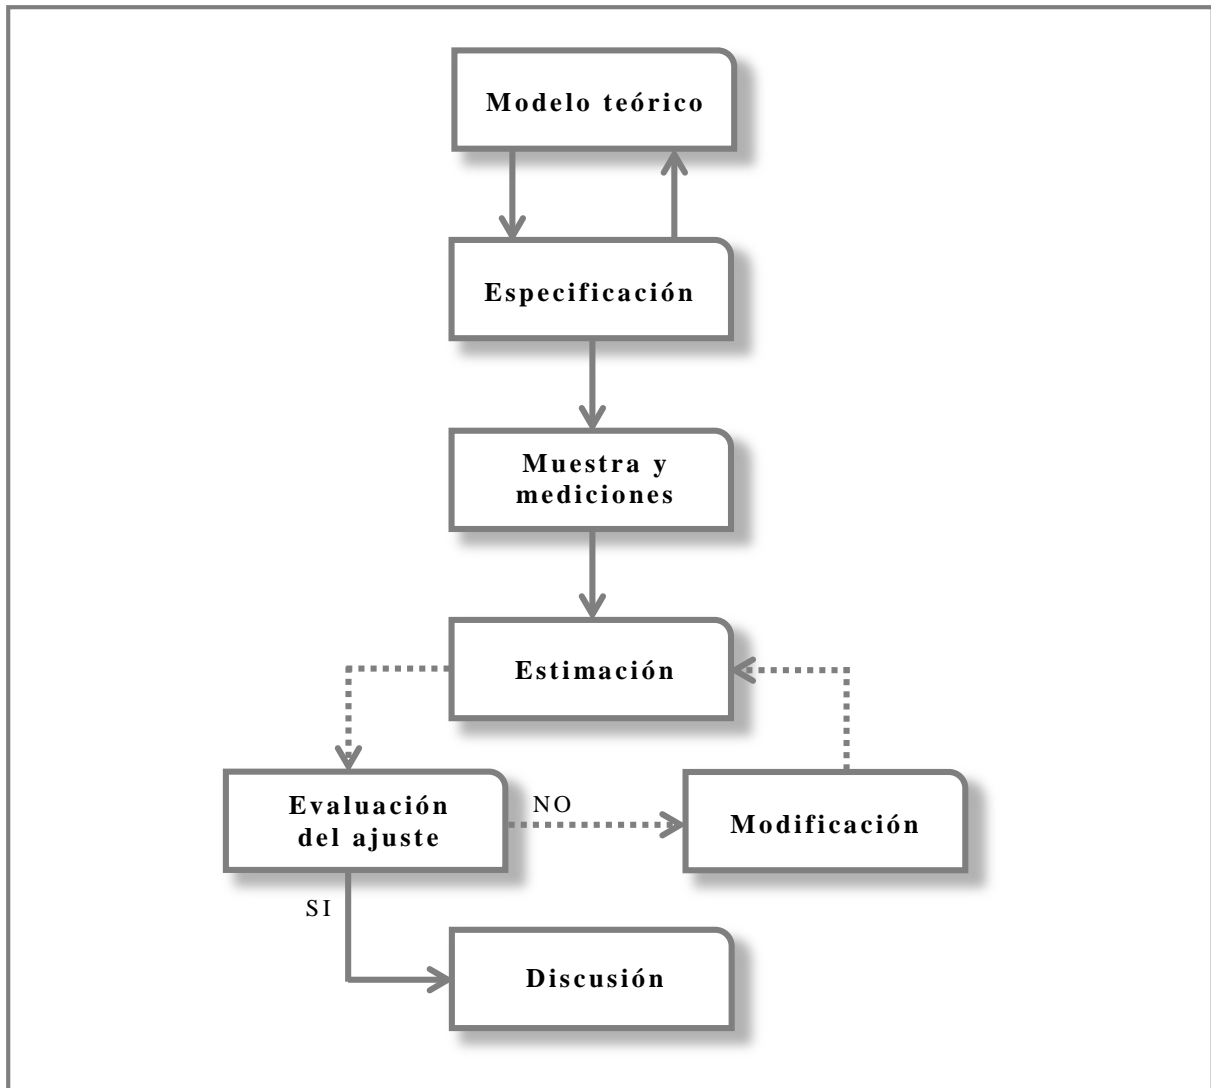 Modelo teórico
Especificación
Muestra y
mediciones
Estimación
Evaluación
del ajuste
NO
Modificación
SI
Discusión